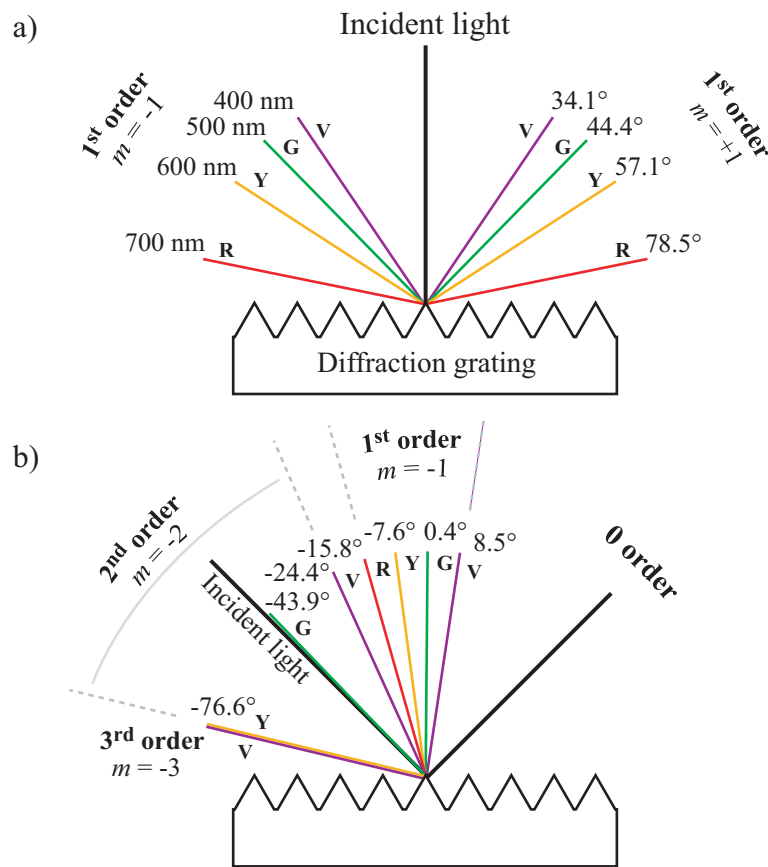 a)
Incident light
1st order
m = -1
400 nm
V
500 nm
G
600 nm
Y
700 nm
R
34.1°
V
44.4°
G
57.1°
Y
78.5°
R
1st order
m = +1
Diffraction grating
b)
1st order
m = -1
2nd order
m = -2
0 order
-7.6°
0.4°
8.5°
-15.8°
-24.4°
-43.9°
V
R
Y
G
V
G
Incident light
-76.6°
Y
V
3rd order
m = -3